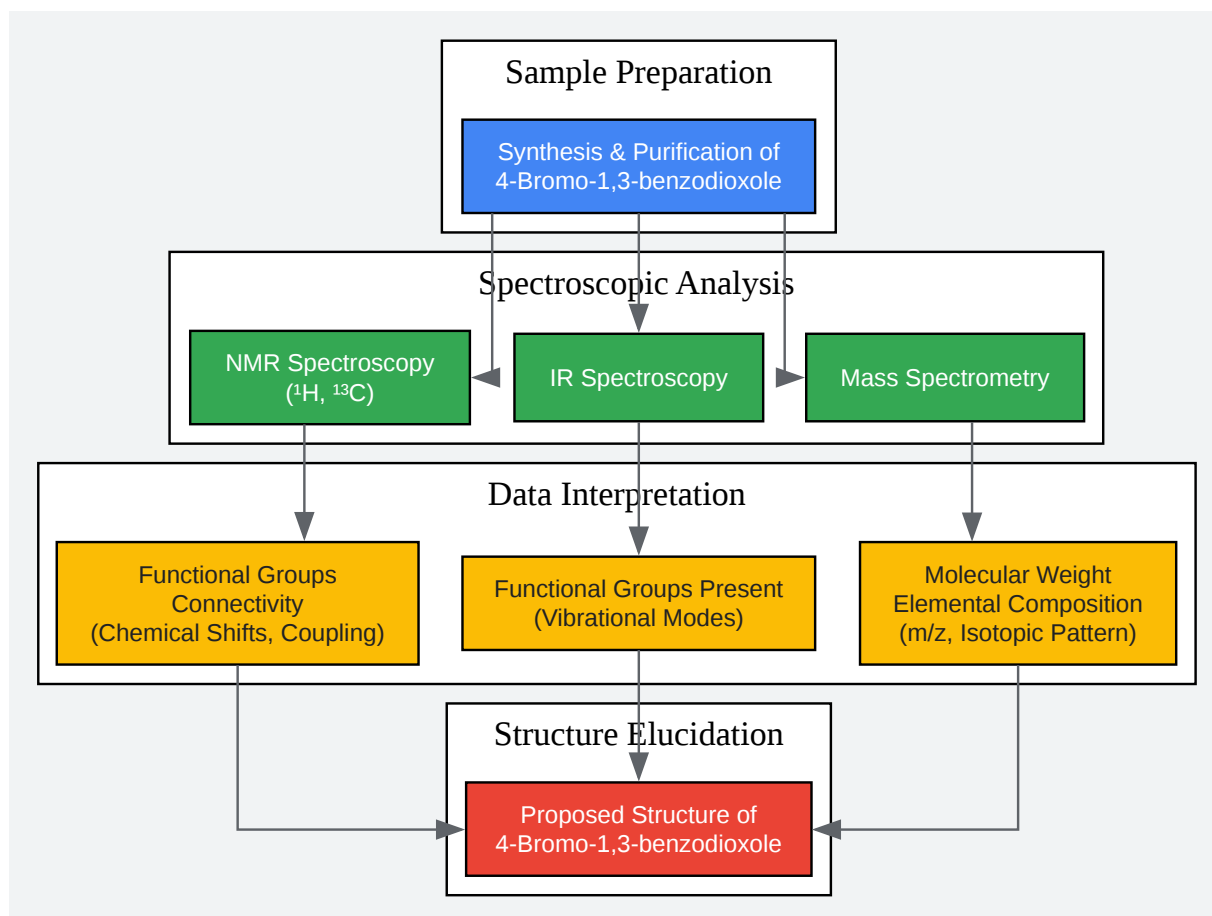 Sample Preparation
Synthesis & Purification of
4-Bromo-1,3-benzodioxole
Spectroscopic Analysis
NMR Spectroscopy
(¹H, ¹³C)
IR Spectroscopy
Mass Spectrometry
Data Interpretation
Functional Groups
Connectivity
(Chemical Shifts, Coupling)
Functional Groups Present
(Vibrational Modes)
Molecular Weight
Elemental Composition
(m/z, Isotopic Pattern)
Structure Elucidation
Proposed Structure of
4-Bromo-1,3-benzodioxole